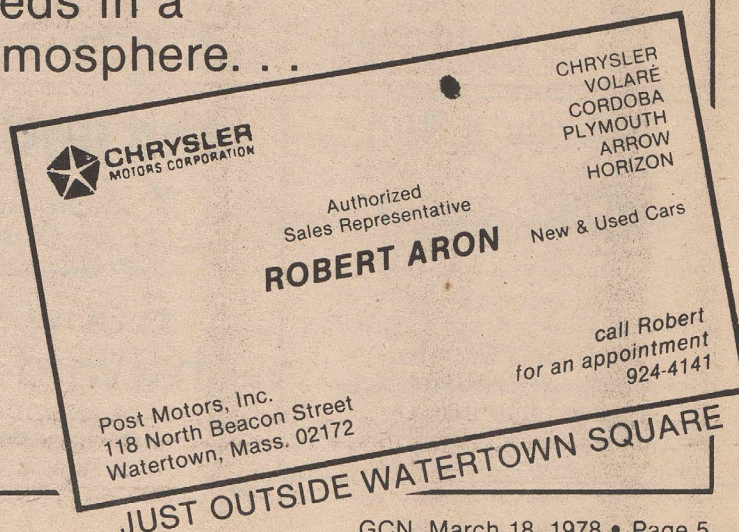 eds in a
mosphere. . .
CHRYSLER
MOTORS CORPORATION
CHRYSLER
VOLARÉ
CORDOBA
PLYMOUTH
ARROW
HORIZON
Authorized
Sales Representative
ROBERT ARON
New & Used Cars
call Robert
for an appointment
924-4141
Post Motors, Inc.
118 North Beacon Street
Watertown, Mass. 02172
JUST OUTSIDE WATERTOWN SQUARE
GCN, March 18, 1978 • Page 5